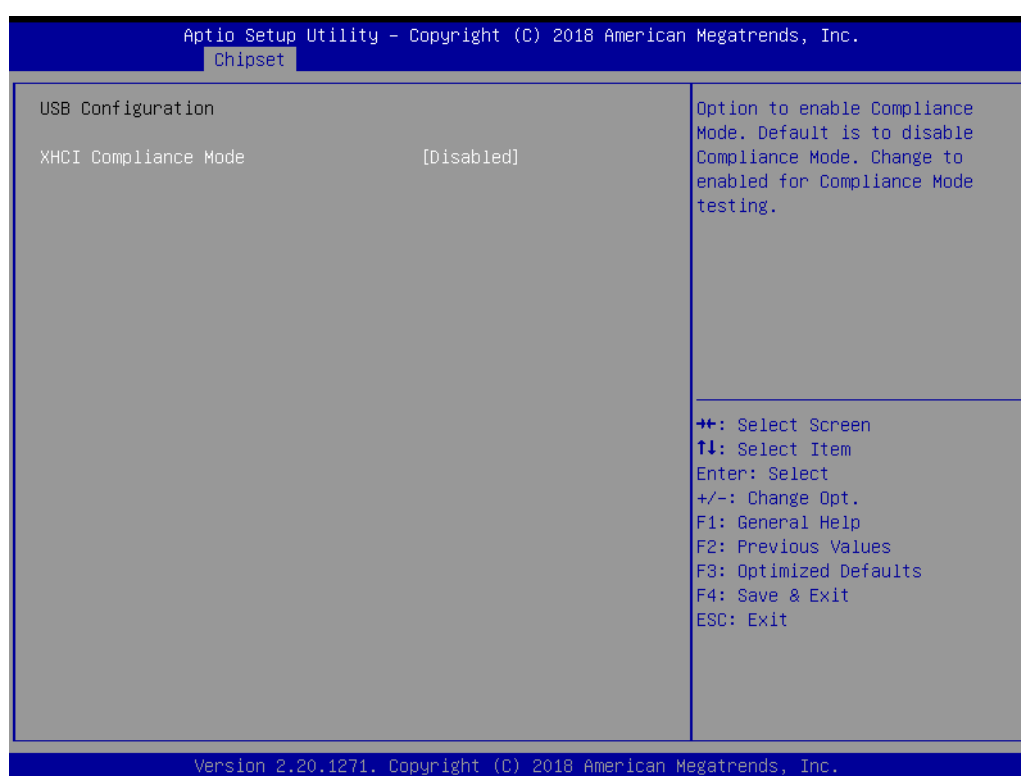 Aptio Setup Utility – Copyright (C) 2018 American Megatrends, Inc.
Chipset
USB Configuration
XHCI Compliance Mode [Disabled]
Option to enable Compliance
Mode. Default is to disable
Compliance Mode. Change to
enabled for Compliance Mode
testing.
→←: Select Screen
↑↓: Select Item
Enter: Select
+/-: Change Opt.
F1: General Help
F2: Previous Values
F3: Optimized Defaults
F4: Save & Exit
ESC: Exit
Version 2.20.1271. Copyright (C) 2018 American Megatrends, Inc.